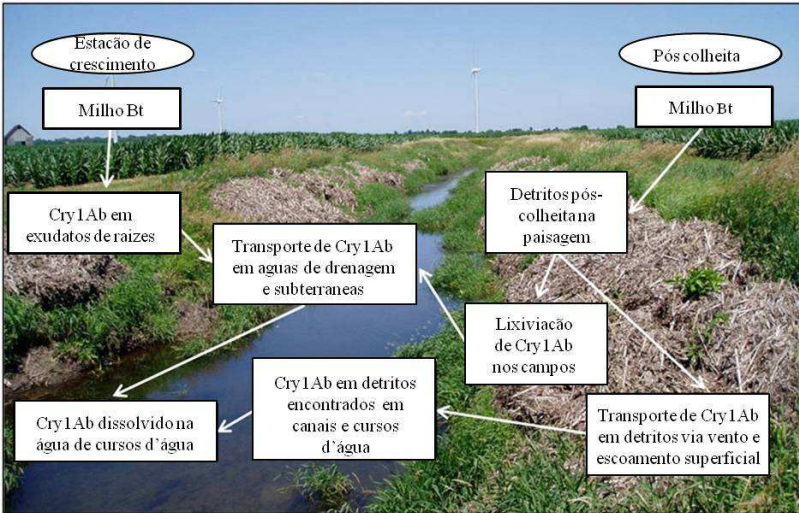 Estação de
crescimento
Milho Bt
Cry1Ab em
exudatos de raizes
Transporte de Cry1Ab
em aguas de drenagem
e subterraneas
Cry1Ab dissolvido na
água de cursos d’água
Pós colheita
Milho Bt
Detritos pós-
colheita na
paisagem
Lixiviacão
de Cry1Ab
nos campos
Transporte de Cry1Ab
em detritos via vento e
escoamento superficial
Cry1Ab em detritos
encontrados em
canais e cursos
d’água